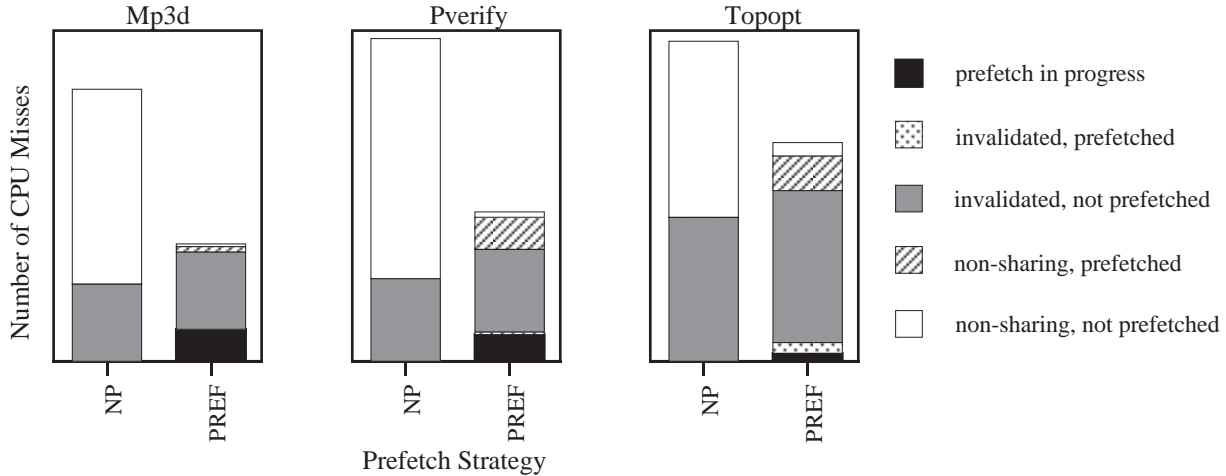 Mp3d
Pverify
Topopt
Number of CPU Misses
prefetch in progress
invalidated, prefetched
invalidated, not prefetched
non-sharing, prefetched
non-sharing, not prefetched
NP
PREF
NP
PREF
NP
PREF
Prefetch Strategy